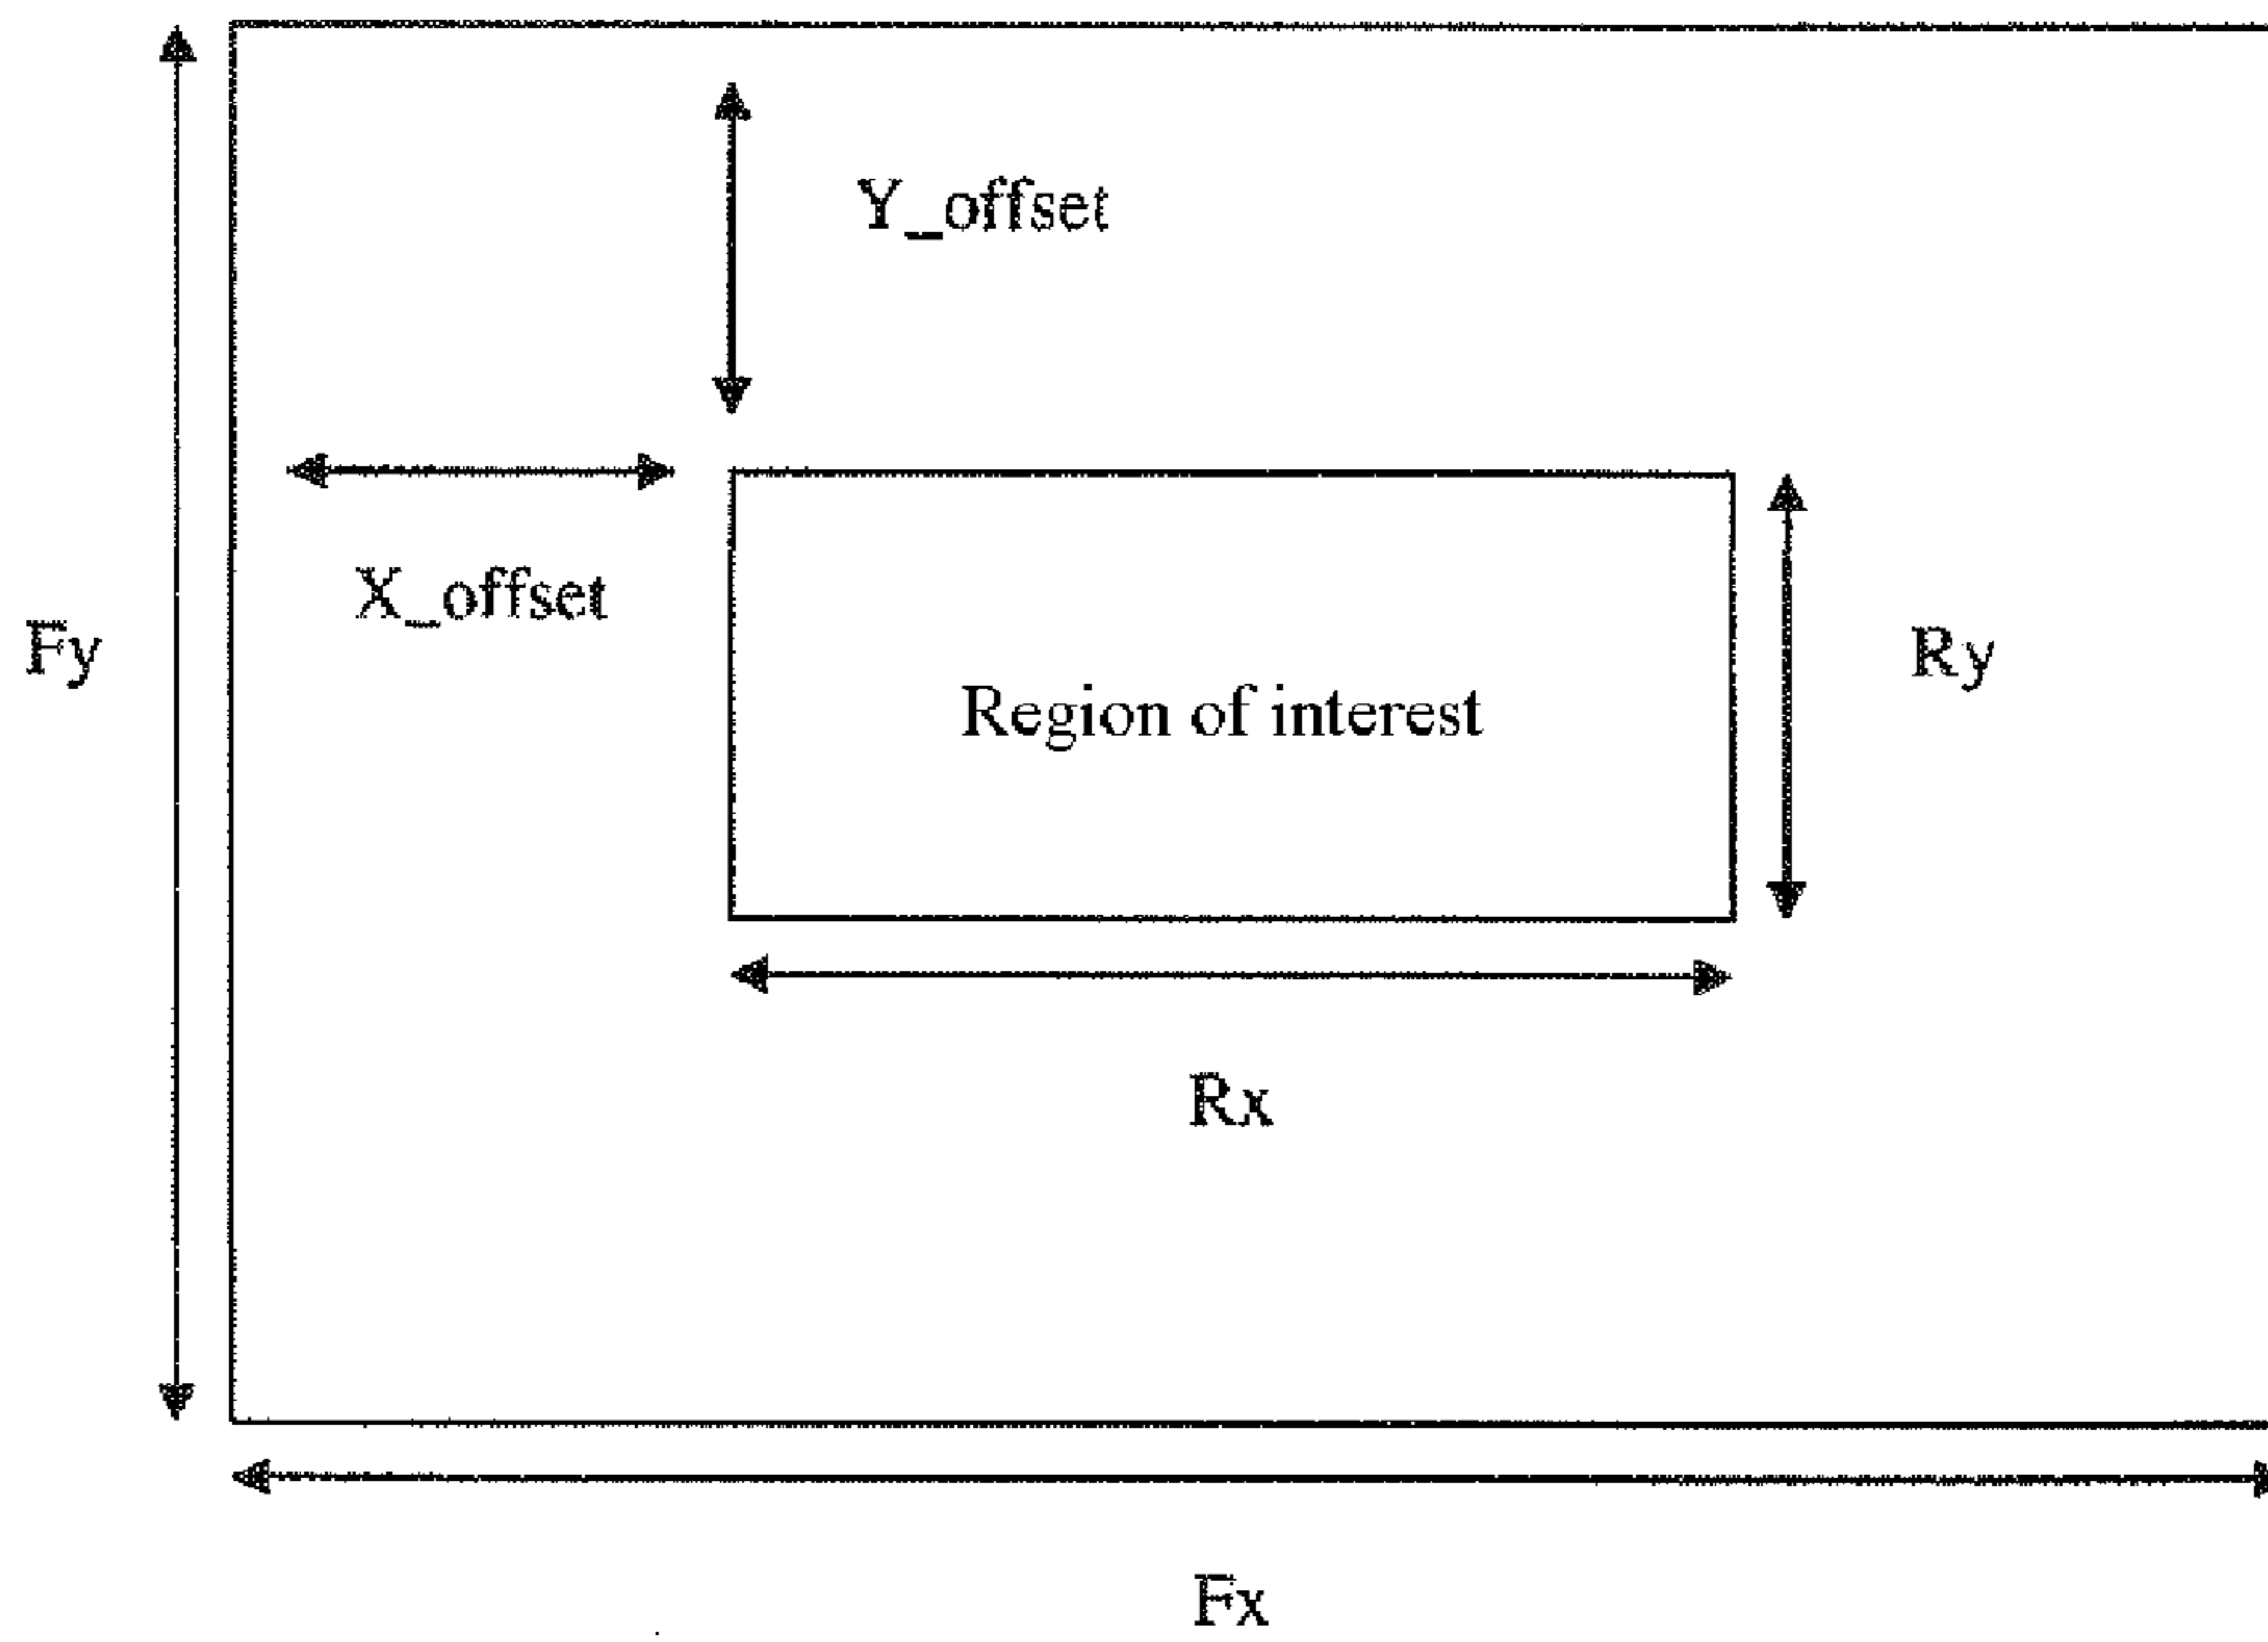 Y_offset
X_offset
Fy
Ry
Region of interest
Rx
Fx